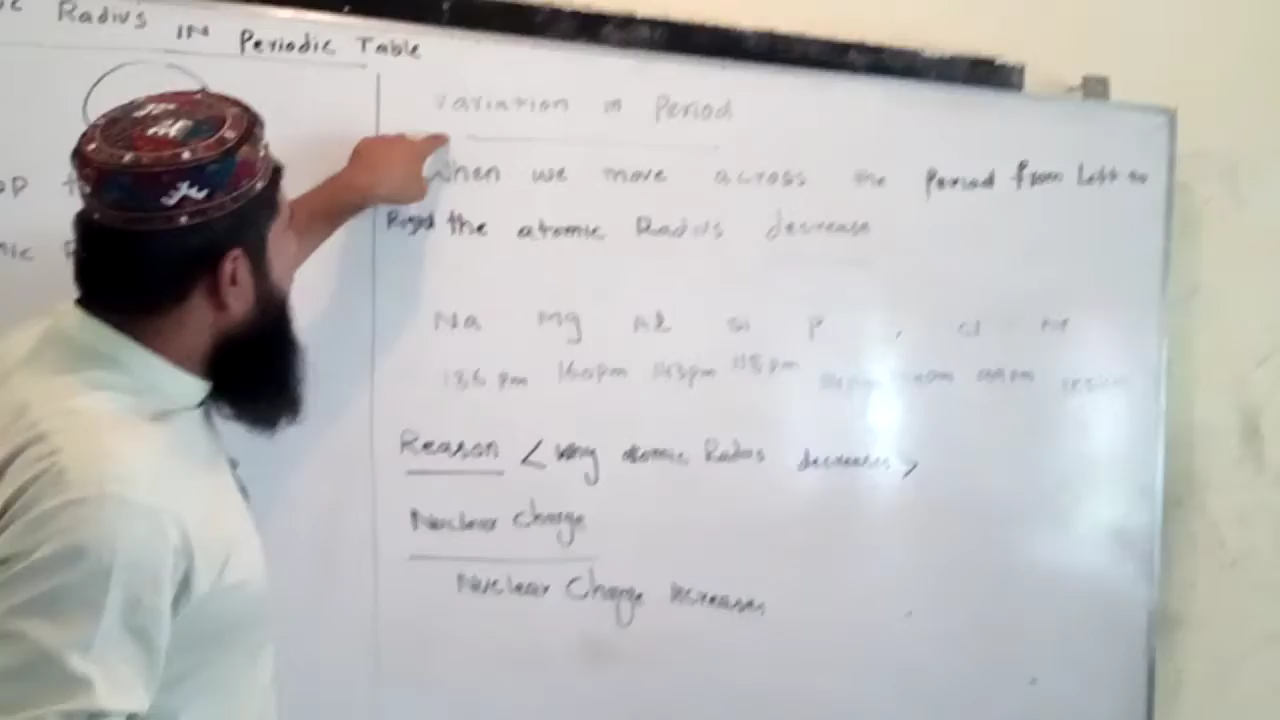 Radius IN Periodic Table
Variation in Period
When we move across the Period from Left to
Right the atomic Radius decrease
Na Mg Al Si P , Cl Ar
186 pm 160pm 143pm 118pm
Reason < Why atomic Radius decreases >
Nuclear Charge
Nuclear Charge increases